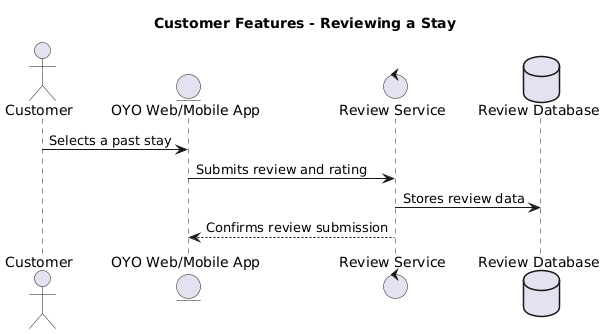 Customer Features - Reviewing a Stay
Customer
OYO Web/Mobile App
Review Service
Review Database
Selects a past stay
Submits review and rating
Stores review data
Confirms review submission
Customer
OYO Web/Mobile App
Review Service
Review Database